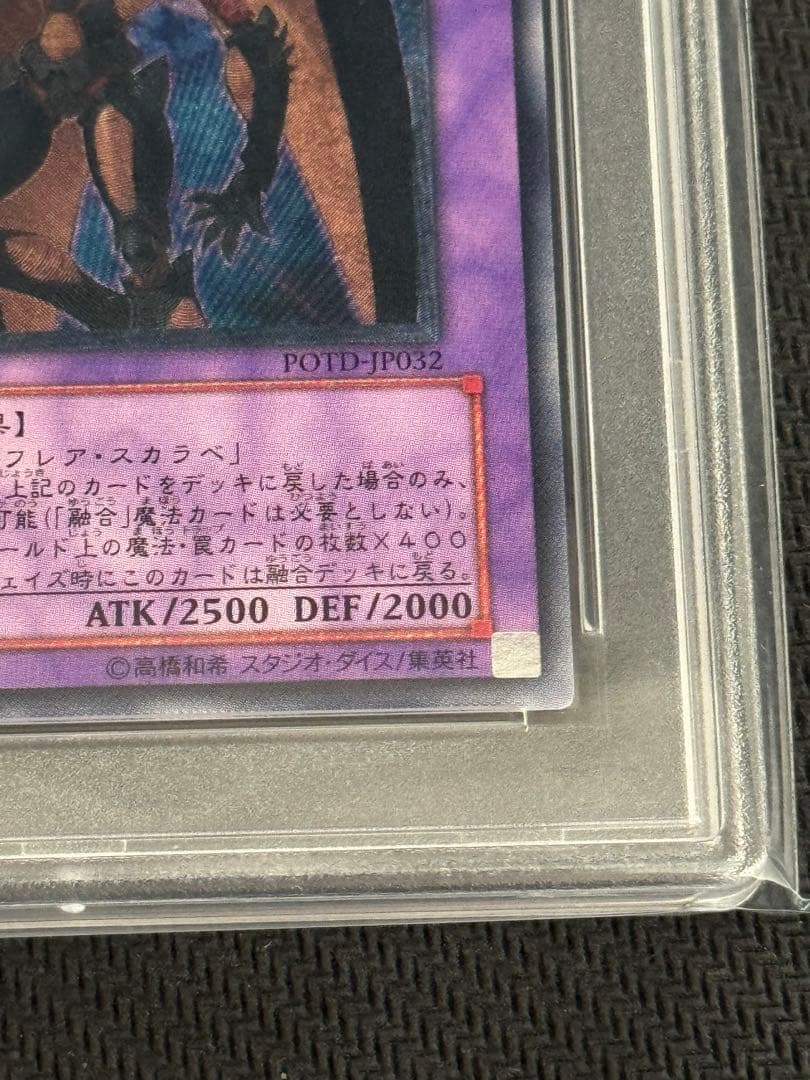 POTD-JP032
果】
フレア・スカラベ」
上記のカードをデッキに戻した場合のみ、
可能(「融合」魔法カードは必要としない)。
ールド上の魔法・罠カードの枚数×400
ェイズ時にこのカードは融合デッキに戻る。
ATK/2500 DEF/2000
©高橋和希 スタジオ・ダイス/集英社